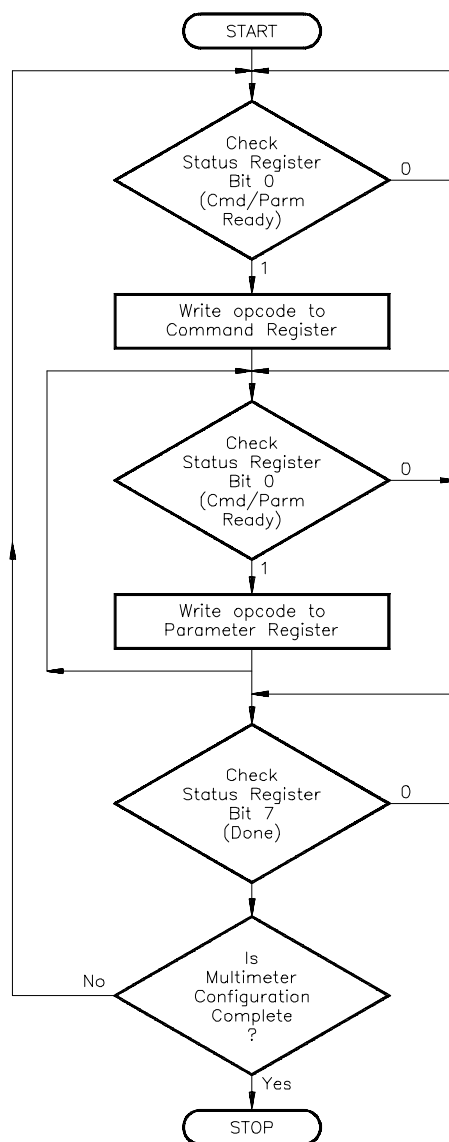 START
Check
Status Register
Bit 0
(Cmd/Parm
Ready)
0
1
Write opcode to
Command Register
Check
Status Register
Bit 0
(Cmd/Parm
Ready)
0
1
Write opcode to
Parameter Register
Check
Status Register
Bit 7
(Done)
0
Is
Multimeter
Configuration
Complete
?
No
Yes
STOP